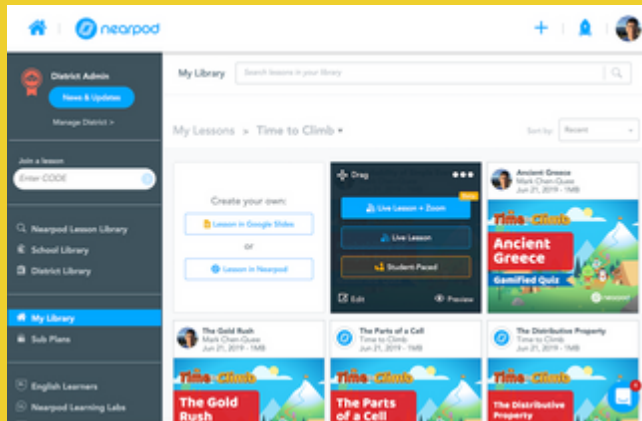 nearpod
District Admin
News & Updates
Manage District >
Join a lesson
Enter CODE
Nearpod Lesson Library
School Library
District Library
My Library
Sub Plans
English Learners
Nearpod Learning Labs
My Library
Search lessons in your library
My Lessons > Time to Climb
Sort by: Recent
Create your own:
Lesson in Google Slides
or
Lesson in Nearpod
Drag
Live Lesson + Zoom
Live Lesson
Student-Paced
Edit
Preview
Ancient Greece
Mark Chen-Quee
Jun 21, 2019 - 1MB
Time to Climb
Ancient
Greece
Gamified Quiz
nearpod
The Gold Rush
Mark Chen-Quee
Jun 21, 2019 - 1MB
Time to Climb
The Gold
Rush
The Parts of a Cell
Time to Climb
Jun 21, 2019 - 1MB
Time to Climb
The Parts
of a Cell
The Distributive Property
Time to Climb
Jun 21, 2019 - 1MB
Time to Climb
The Distributive
Property